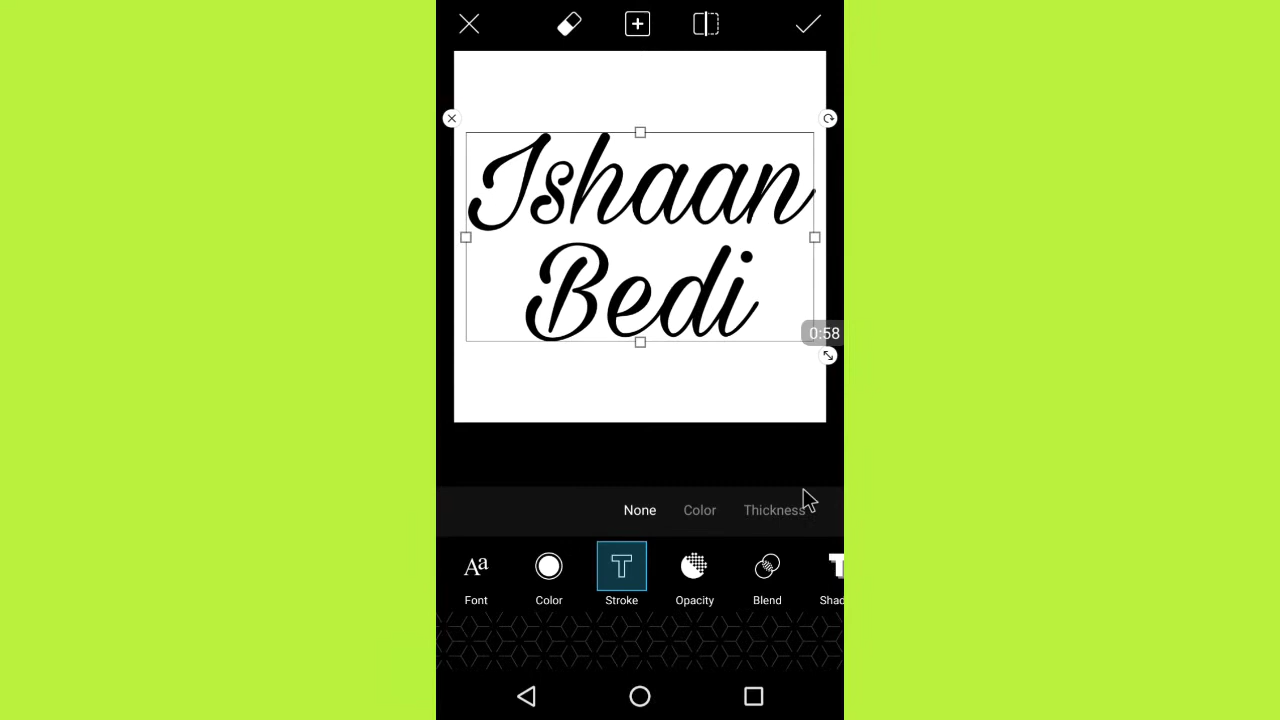 Ishaan
Bedi
0:58
None Color Thickness
Aa
Font Color Stroke Opacity Blend Shad